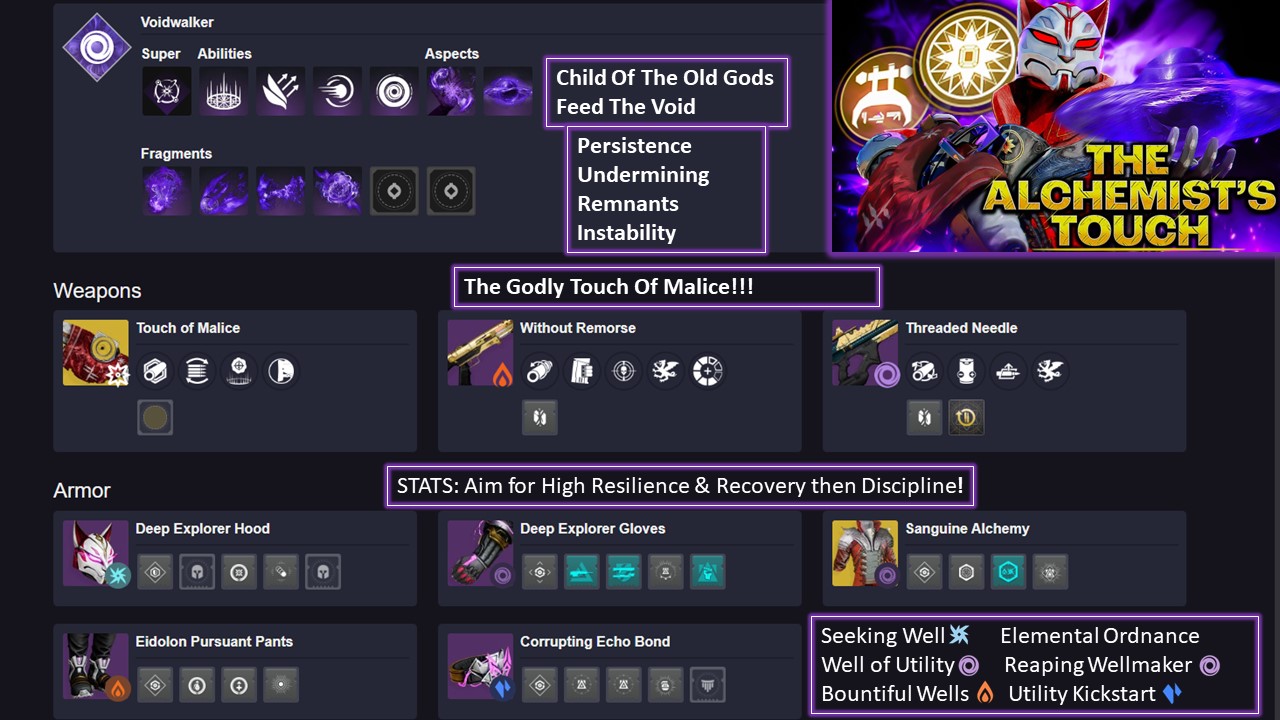 Voidwalker
Super Abilities Aspects
Child Of The Old Gods
Feed The Void
Fragments
Persistence
Undermining
Remnants
Instability
THE
ALCHEMIST'S
TOUCH
The Godly Touch Of Malice!!!
Weapons
Touch of Malice
Without Remorse
Threaded Needle
STATS: Aim for High Resilience & Recovery then Discipline!
Armor
Deep Explorer Hood
Deep Explorer Gloves
Sanguine Alchemy
Eidolon Pursuant Pants
Corrupting Echo Bond
Seeking Well Elemental Ordnance
Well of Utility Reaping Wellmaker
Bountiful Wells Utility Kickstart